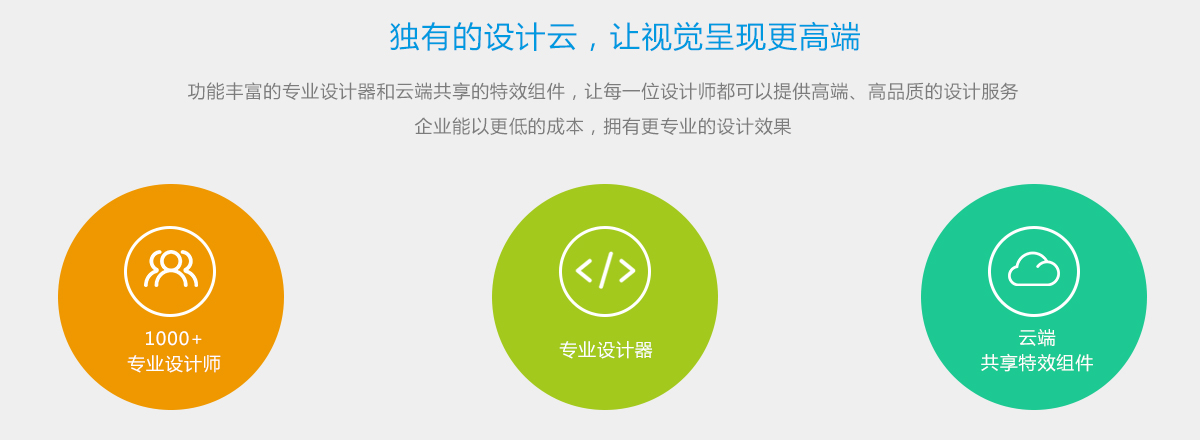 独有的设计云，让视觉呈现更高端
功能丰富的专业设计器和云端共享的特效组件，让每一位设计师都可以提供高端、高品质的设计服务
企业能以更低的成本，拥有更专业的设计效果
1000+
专业设计师
</>
专业设计器
云端
共享特效组件